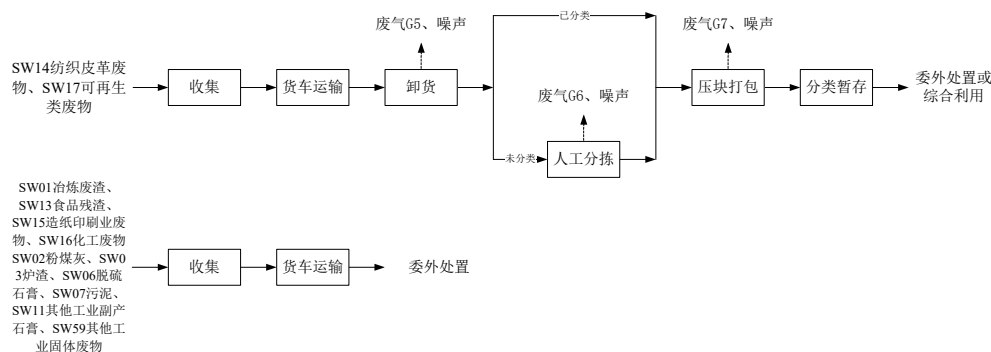 SW14纺织皮革废
物、SW17可再生
类废物
收集
货车运输
废气G5、噪声
卸货
已分类
废气G6、噪声
未分类
人工分拣
废气G7、噪声
压块打包
分类暂存
委外处置或
综合利用
SW01冶炼废渣、
SW13食品残渣、
SW15造纸印刷业废
物、SW16化工废物
SW02粉煤灰、SW0
3炉渣、SW06脱硫
石膏、SW07污泥、
SW11其他工业副产
石膏、SW59其他工
业固体废物
收集
货车运输
委外处置